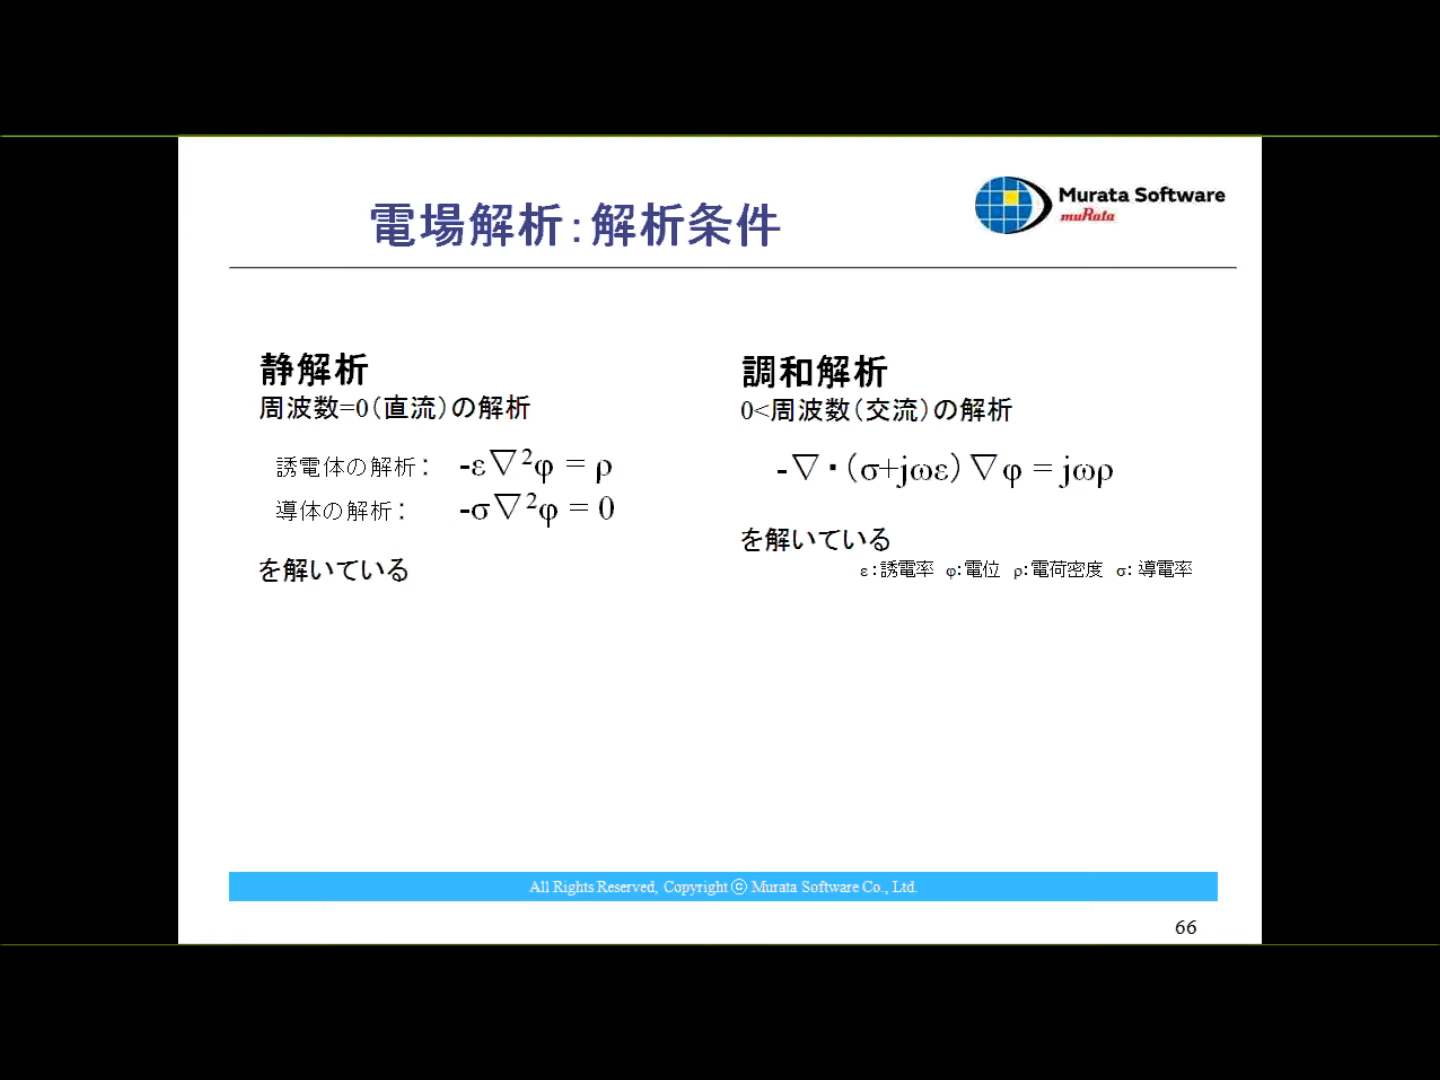 電場解析：解析条件
Murata Software
muRata
静解析
周波数=0（直流）の解析
誘電体の解析： -ε∇²φ = ρ
導体の解析： -σ∇²φ = 0
を解いている
調和解析
0<周波数（交流）の解析
-∇・（σ+jωε）∇φ = jωρ
を解いている
ε：誘電率 φ：電位 ρ：電荷密度 σ：導電率
All Rights Reserved, Copyright ⓒ Murata Software Co., Ltd.
66